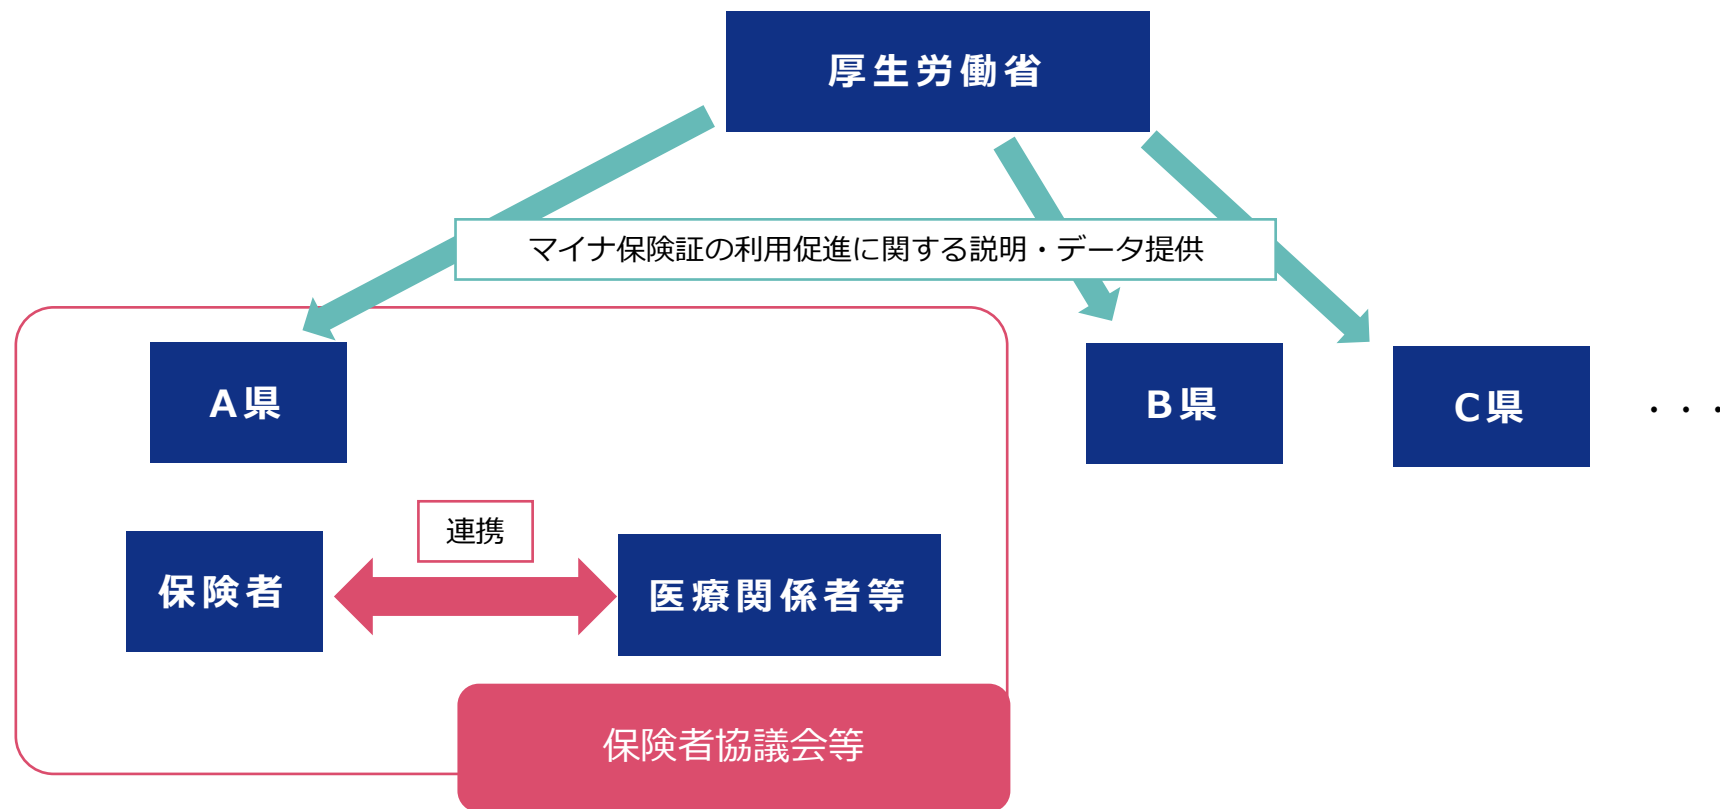 厚生労働省
マイナ保険証の利用促進に関する説明・データ提供
A県
B県
C県
・・・
連携
保険者
医療関係者等
保険者協議会等